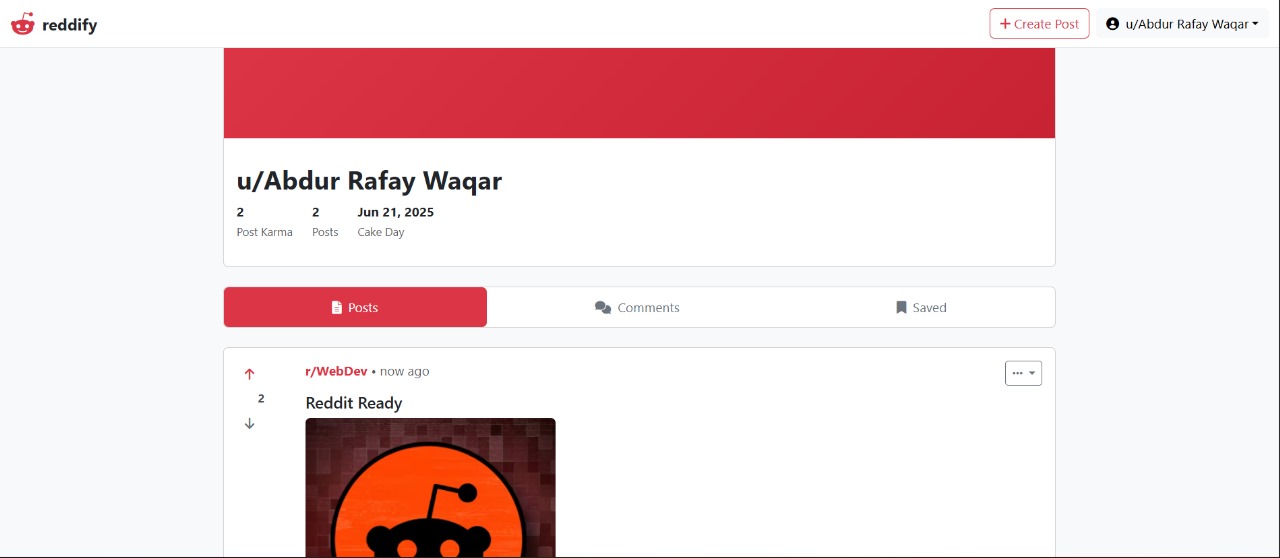 reddify
+ Create Post
u/Abdur Rafay Waqar
u/Abdur Rafay Waqar
2 2 Jun 21, 2025
Post Karma Posts Cake Day
Posts Comments Saved
r/WebDev • now ago
...
2
Reddit Ready